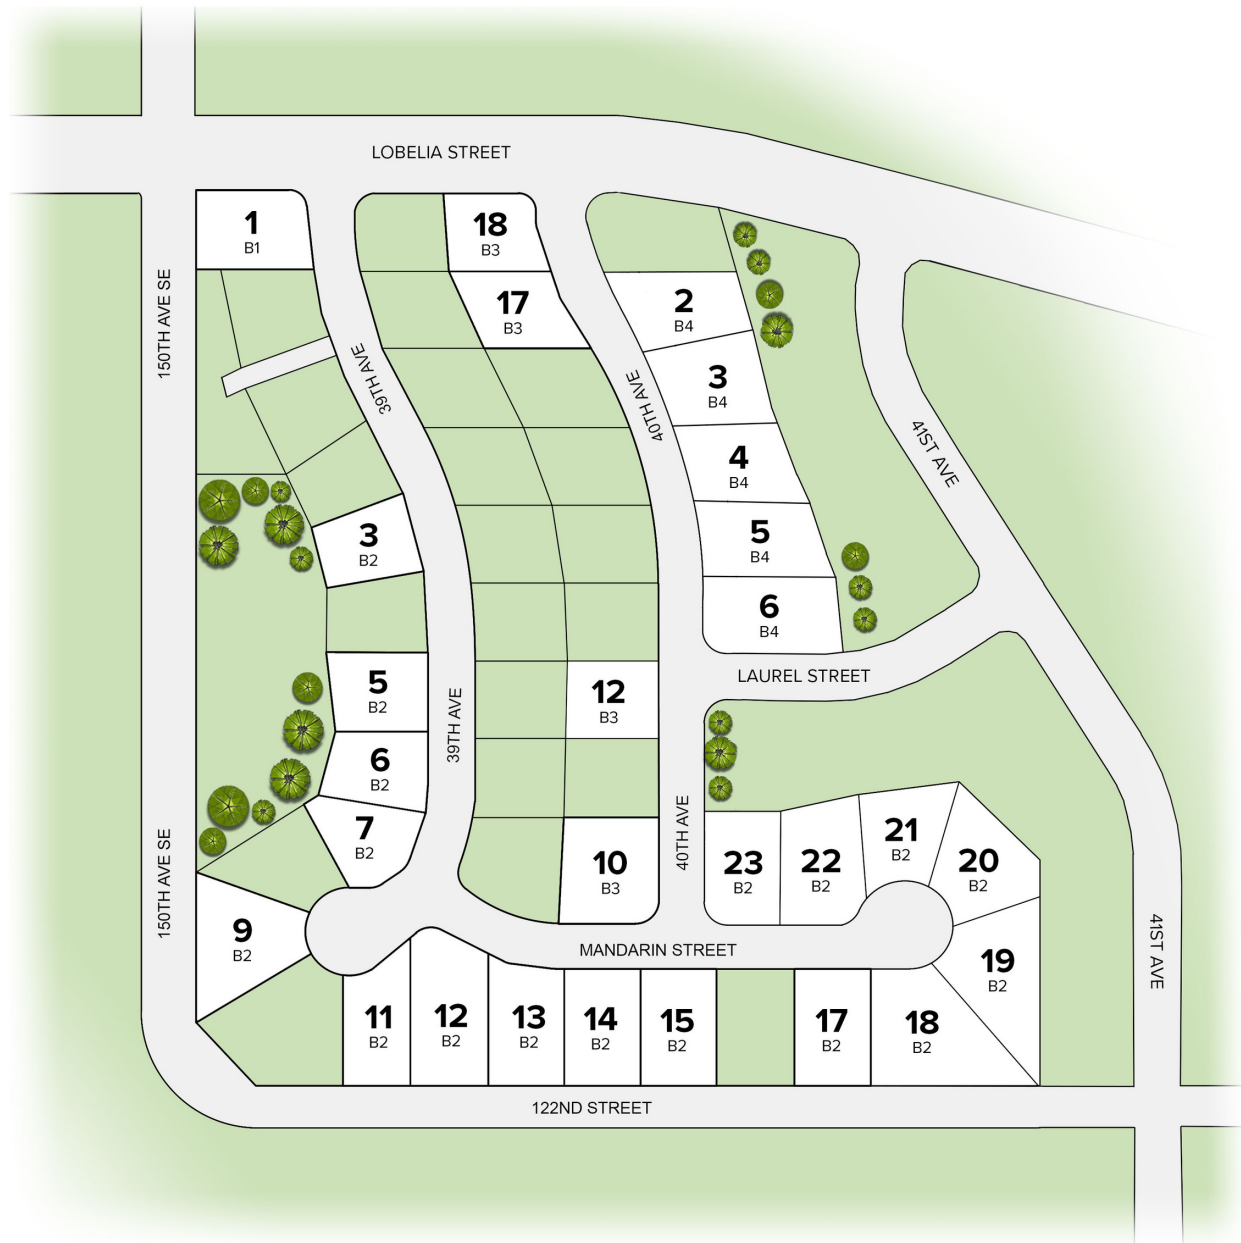 LOBELIA STREET
1
B1
18
B3
17
B3
2
B4
3
B4
4
B4
5
B4
6
B4
150TH AVE SE
39TH AVE
40TH AVE
41ST AVE
3
B2
5
B2
6
B2
7
B2
39TH AVE
12
B3
10
B3
LAUREL STREET
40TH AVE
150TH AVE SE
9
B2
23
B2
22
B2
21
B2
20
B2
19
B2
41ST AVE
MANDARIN STREET
11
B2
12
B2
13
B2
14
B2
15
B2
17
B2
18
B2
122ND STREET